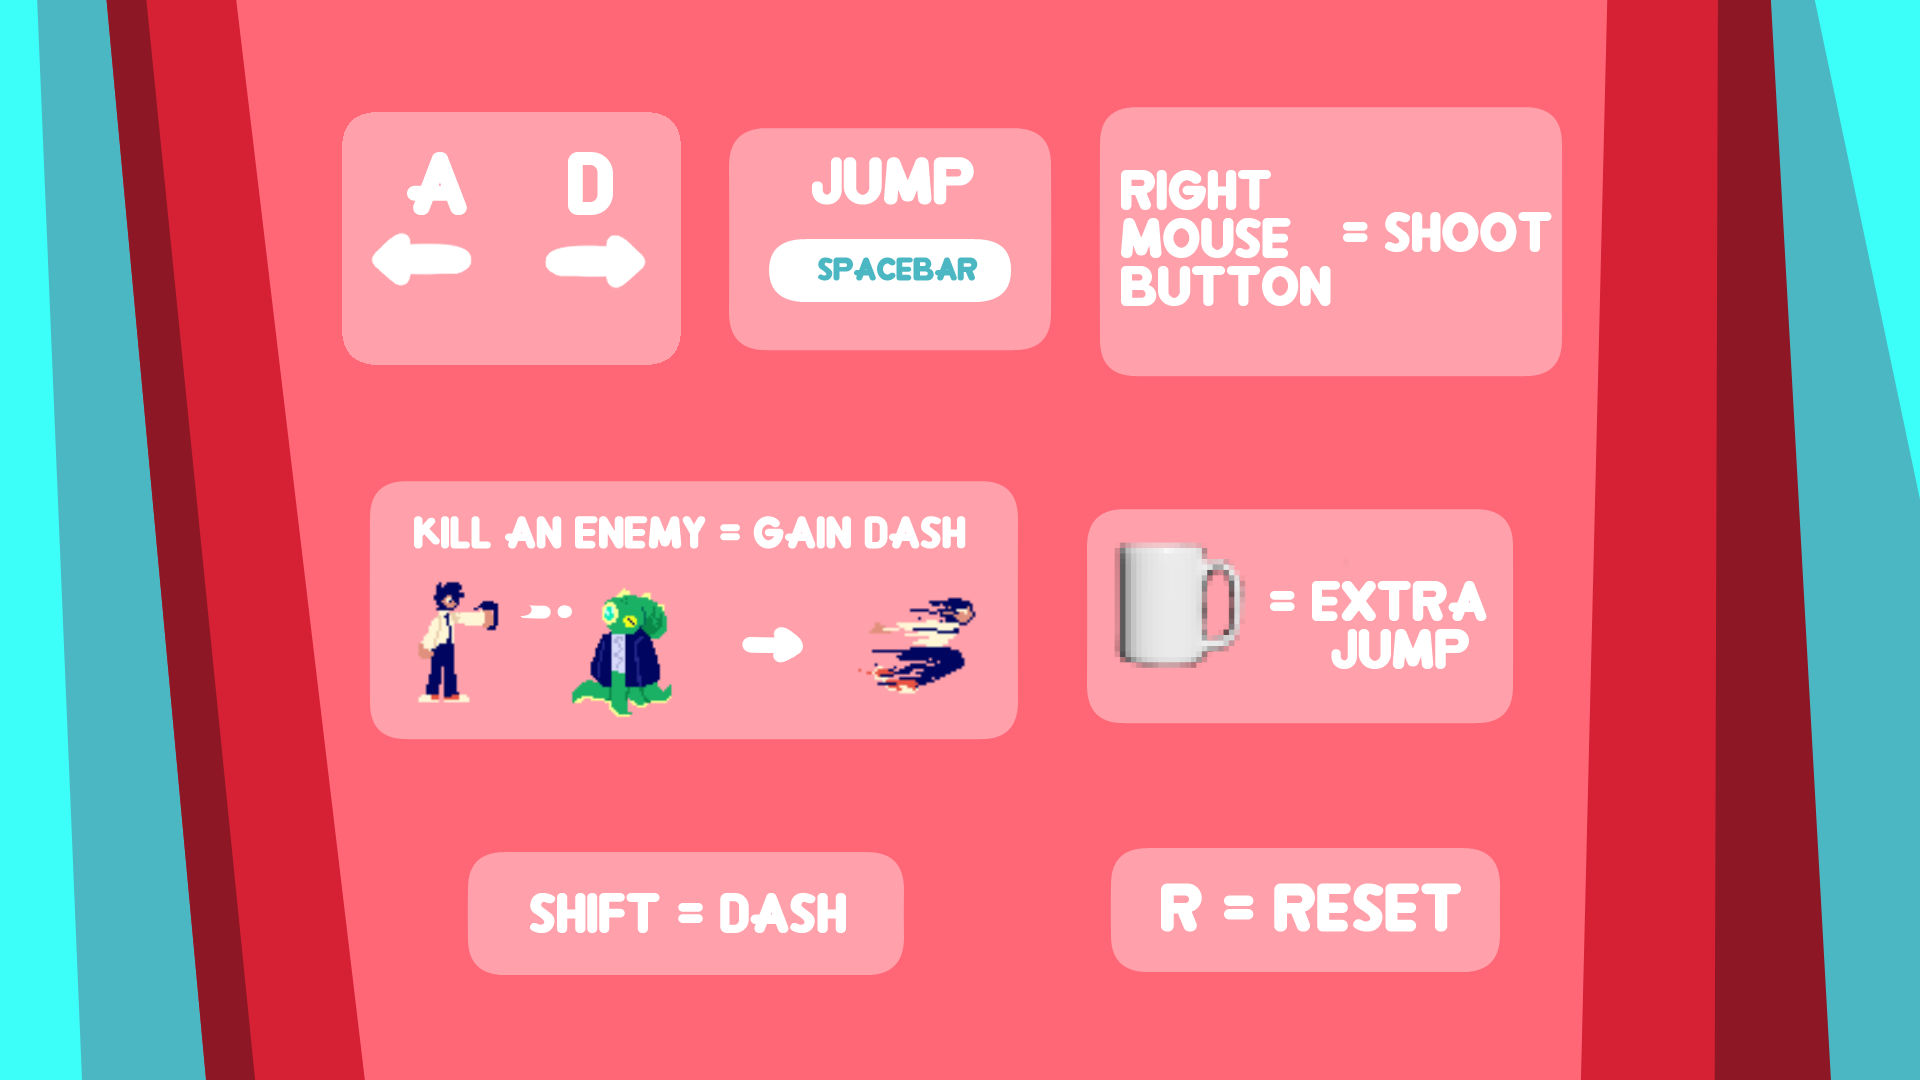 A D
JUMP
SPACEBAR
RIGHT
MOUSE
BUTTON
= SHOOT
KILL AN ENEMY = GAIN DASH
= EXTRA
JUMP
SHIFT = DASH
R = RESET